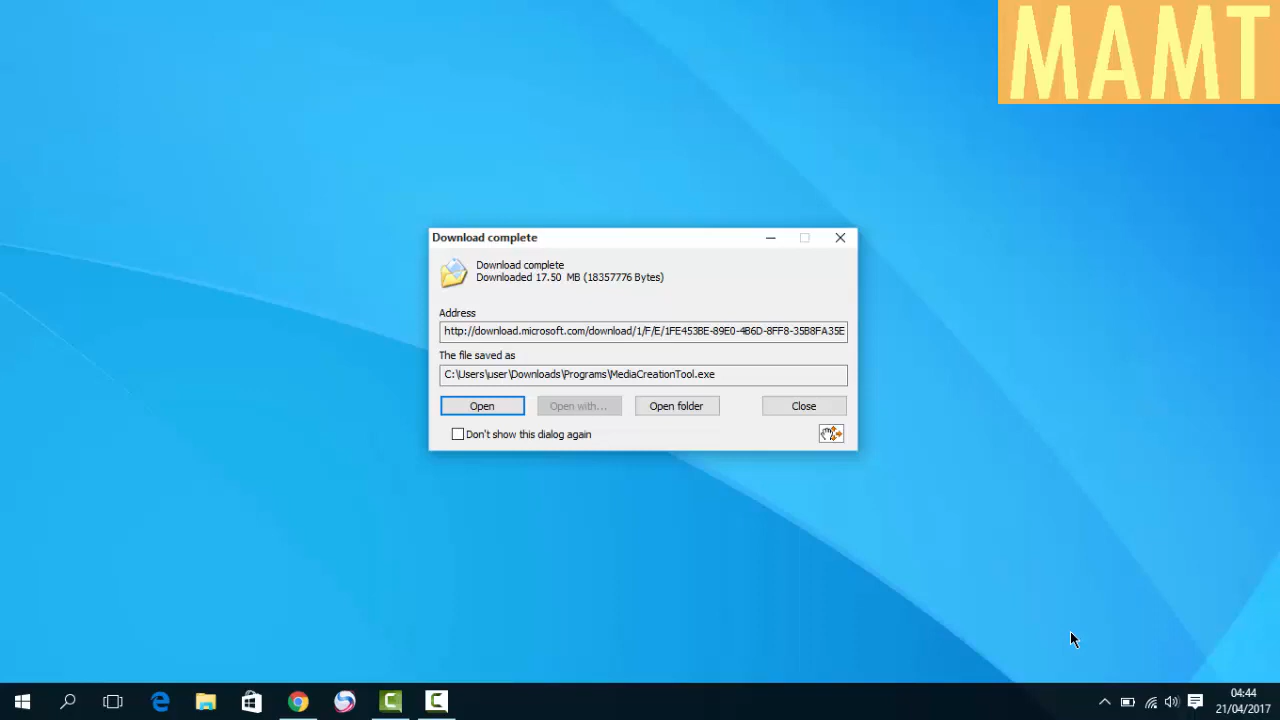 MAMT
Download complete
Download complete
Downloaded 17.50 MB (18357776 Bytes)
Address
http://download.microsoft.com/download/1/F/E/1FE453BE-89E0-4B6D-8FF8-35B8FA35E
The file saved as
C:\Users\user\Downloads\Programs\MediaCreationTool.exe
Open
Open with...
Open folder
Close
Don't show this dialog again
04:44
21/04/2017